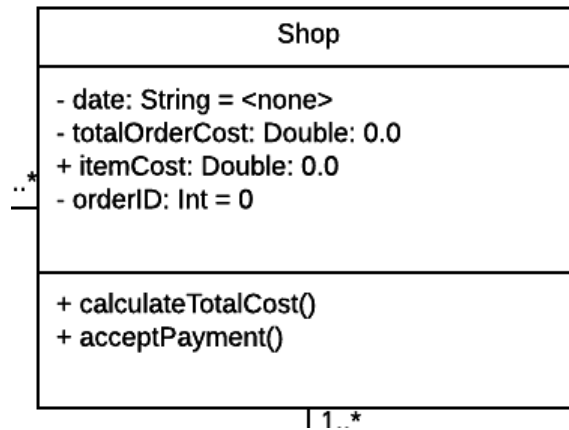 Shop
- date: String = <none>
- totalOrderCost: Double: 0.0
+ itemCost: Double: 0.0
..*
- orderID: Int = 0
+ calculateTotalCost()
+ acceptPayment()
1..*